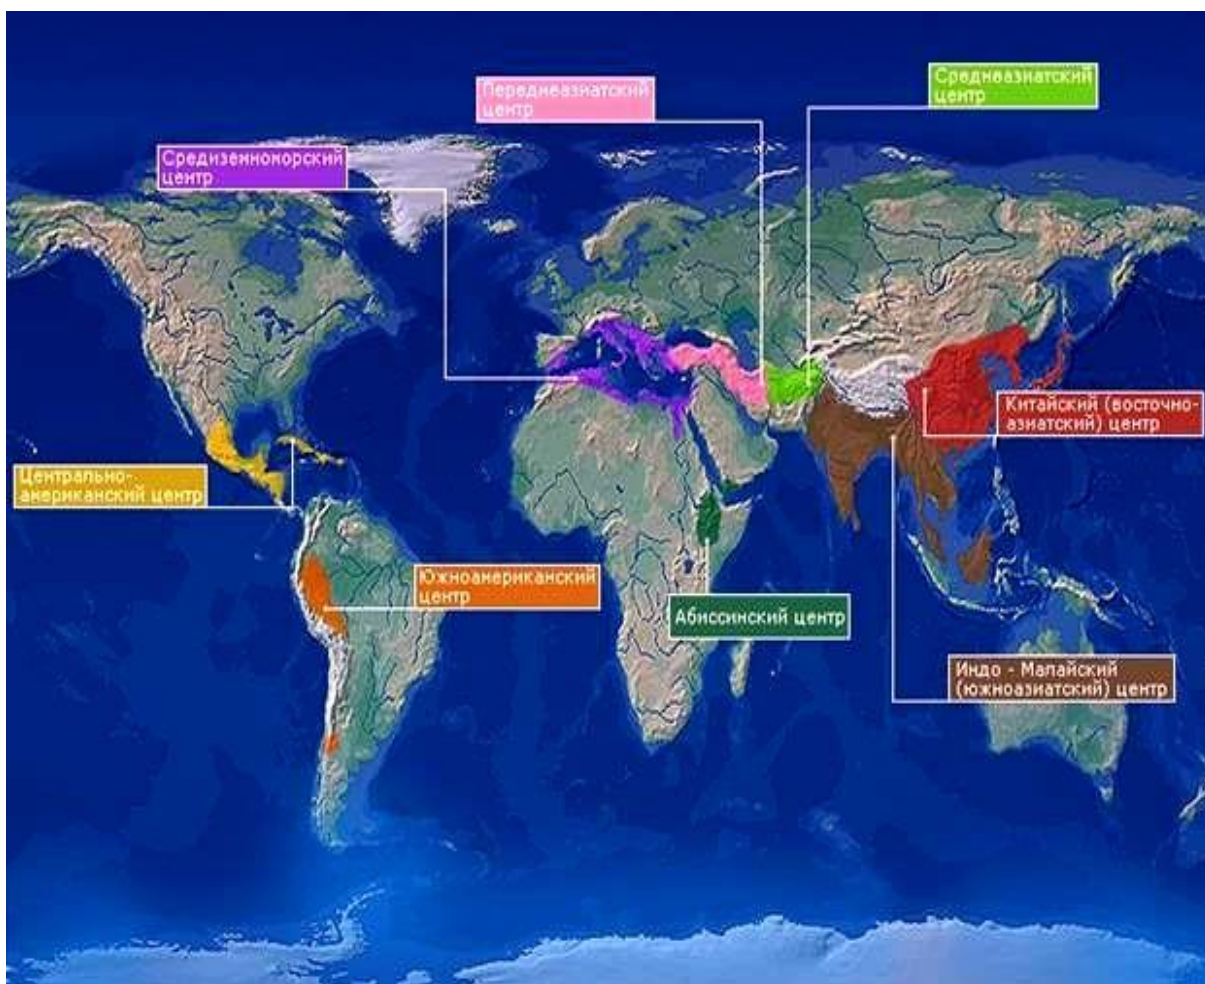 Среднеазиатский
центр
Переднеазиатский
центр
Средиземноморский
центр
Китайский (восточно-
азиатский) центр
Центрально-
американский центр
Южноамериканский
центр
Абиссинский центр
Индо - Малайский
(южноазиатский) центр